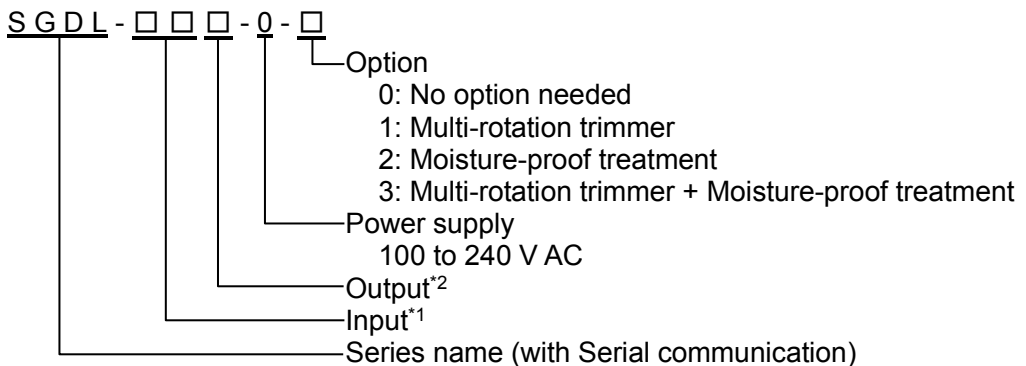 S G D L - □ □ □ - 0 - □
Option
0: No option needed
1: Multi-rotation trimmer
2: Moisture-proof treatment
3: Multi-rotation trimmer + Moisture-proof treatment
Power supply
100 to 240 V AC
Output*2
Input*1
Series name (with Serial communication)